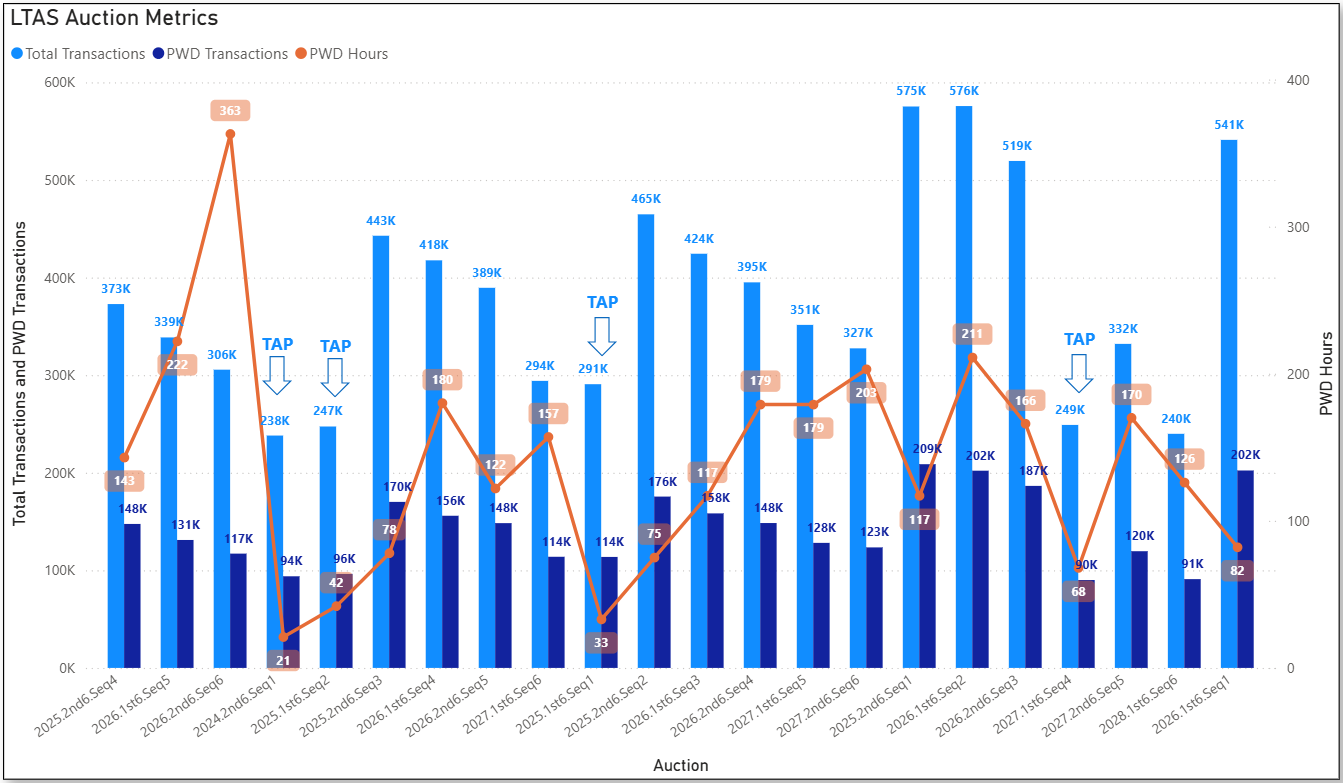 LTAS Auction Metrics
Total Transactions PWD Transactions PWD Hours
600K
500K
400K
300K
200K
100K
0K
Total Transactions and PWD Transactions
400
300
200
100
0
PWD Hours
373K
339K
306K
238K
247K
443K
418K
389K
294K
291K
465K
424K
395K
351K
327K
575K
576K
519K
249K
332K
240K
541K
148K
131K
117K
94K
96K
170K
156K
148K
114K
114K
176K
158K
148K
128K
123K
209K
202K
187K
90K
120K
91K
202K
143
222
363
21
42
78
180
122
157
33
75
117
179
179
203
117
211
166
68
170
126
82
TAP
TAP
TAP
TAP
2025.2nd6.Seq4
2026.1st6.Seq5
2026.2nd6.Seq6
2024.2nd6.Seq1
2025.1st6.Seq2
2025.2nd6.Seq3
2026.1st6.Seq4
2026.2nd6.Seq5
2027.1st6.Seq6
2025.1st6.Seq1
2025.2nd6.Seq2
2026.1st6.Seq3
2026.2nd6.Seq4
2027.1st6.Seq5
2027.2nd6.Seq6
2025.2nd6.Seq1
2026.1st6.Seq2
2026.2nd6.Seq3
2027.1st6.Seq4
2027.2nd6.Seq5
2028.1st6.Seq6
2026.1st6.Seq1
Auction